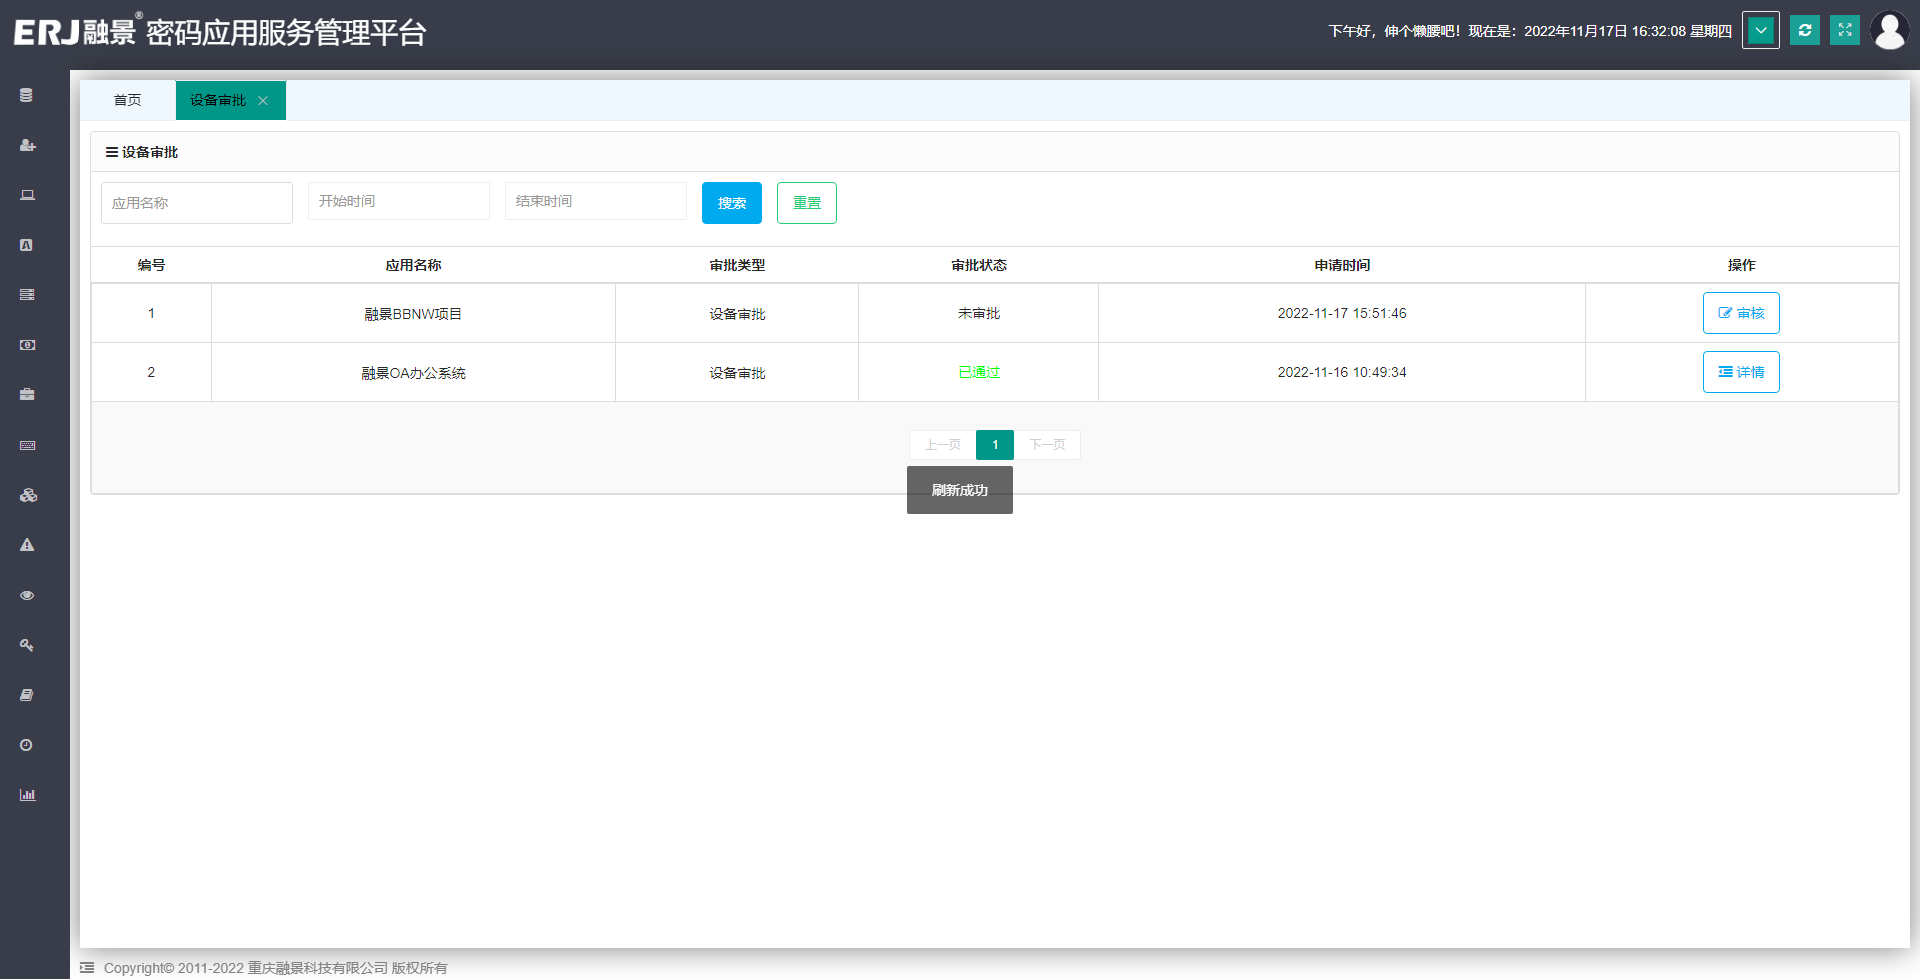 ERJ融景® 密码应用服务管理平台
下午好，伸个懒腰吧！现在是：2022年11月17日 16:32:08 星期四
首页 设备审批
设备审批
应用名称 开始时间 结束时间 搜索 重置
编号 应用名称 审批类型 审批状态 申请时间 操作
1 融景BBNW项目 设备审批 未审批 2022-11-17 15:51:46 审核
2 融景OA办公系统 设备审批 已通过 2022-11-16 10:49:34 详情
上一页 1 下一页
刷新成功
Copyright© 2011-2022 重庆融景科技有限公司 版权所有